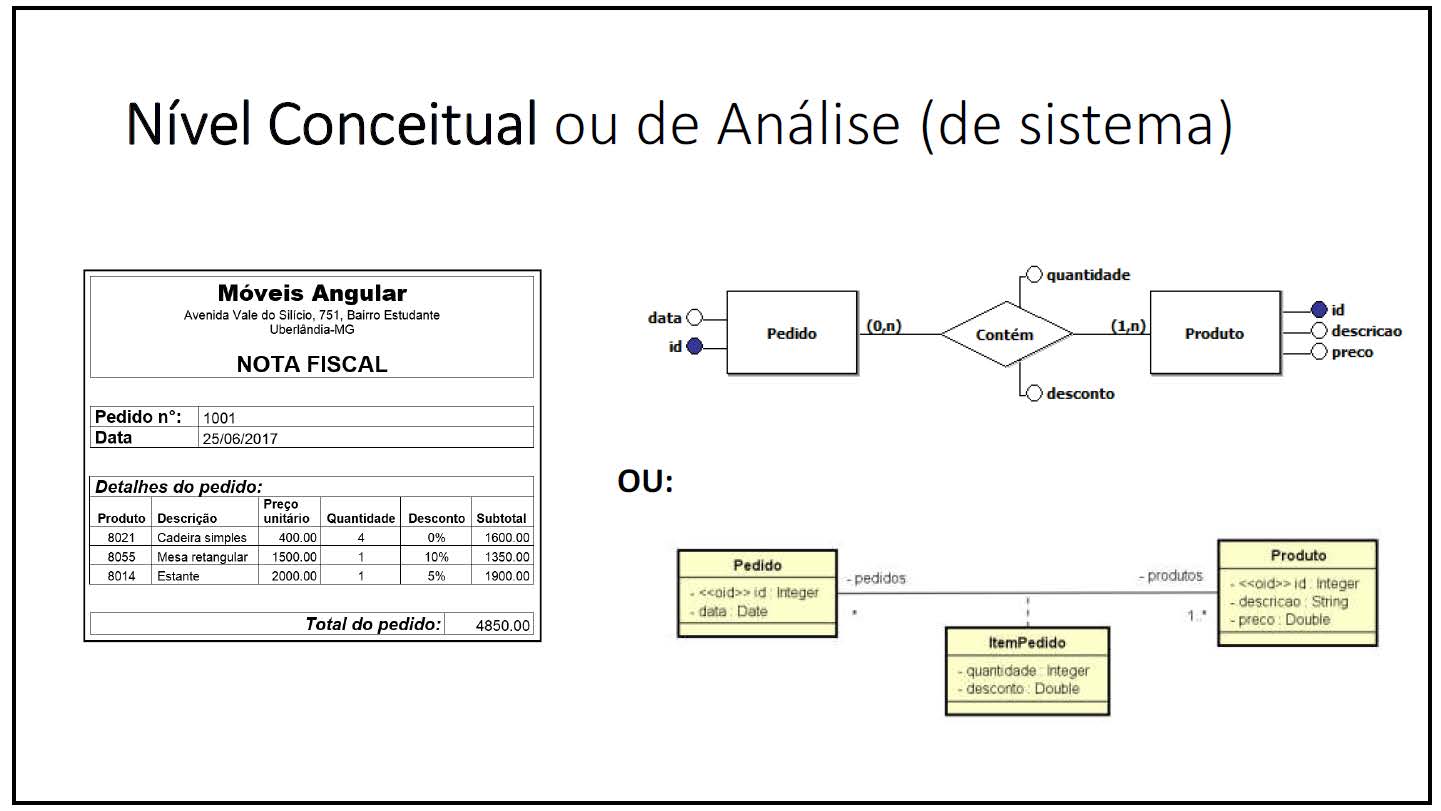 Nível Conceitual ou de Análise (de sistema)
Móveis Angular
Avenida Vale do Silício, 751, Bairro Estudante
Uberlândia-MG
NOTA FISCAL
Pedido n°: 1001
Data 25/06/2017
Detalhes do pedido:
Produto Descrição Preço unitário Quantidade Desconto Subtotal
8021 Cadeira simples 400.00 4 0% 1600.00
8055 Mesa retangular 1500.00 1 10% 1350.00
8014 Estante 2000.00 1 5% 1900.00
Total do pedido: 4850.00
quantidade
data
id
Pedido
(0,n)
Contém
(1,n)
Produto
id
descricao
preco
desconto
OU:
Pedido
- <<oid>> id : Integer
- data : Date
- pedidos
*
- produtos
1..*
Produto
- <<oid>> id : Integer
- descricao : String
- preco : Double
ItemPedido
- quantidade : Integer
- desconto : Double